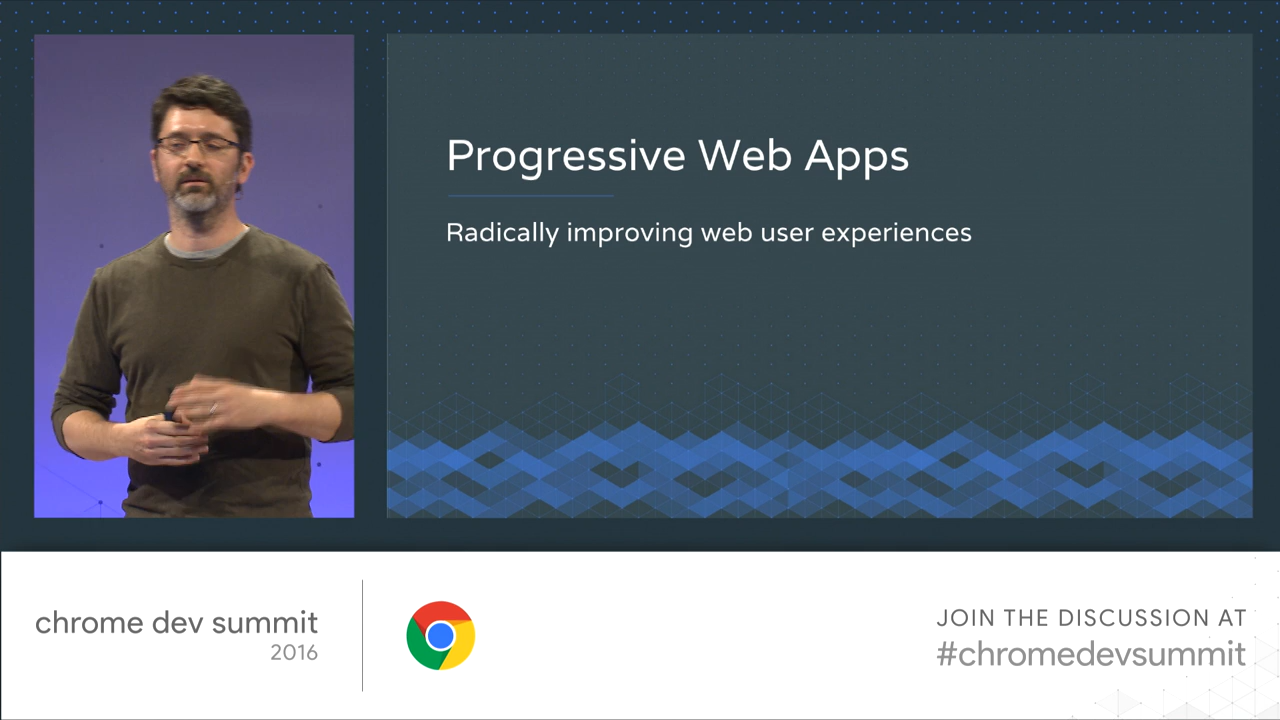 Progressive Web Apps
Radically improving web user experiences
chrome dev summit
2016
JOIN THE DISCUSSION AT
#chromedevsummit